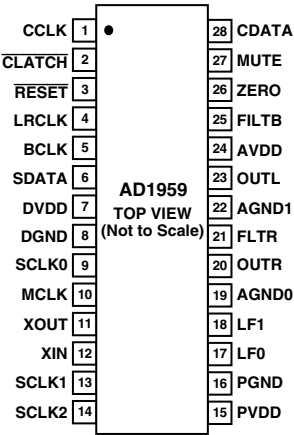 CCLK 1 28 CDATA
CLATCH 2 27 MUTE
RESET 3 26 ZERO
LRCLK 4 25 FILTB
BCLK 5 24 AVDD
SDATA 6 23 OUTL
DVDD 7 22 AGND1
DGND 8 21 FLTR
SCLK0 9 20 OUTR
MCLK 10 19 AGND0
XOUT 11 18 LF1
XIN 12 17 LF0
SCLK1 13 16 PGND
SCLK2 14 15 PVDD
AD1959
TOP VIEW
(Not to Scale)